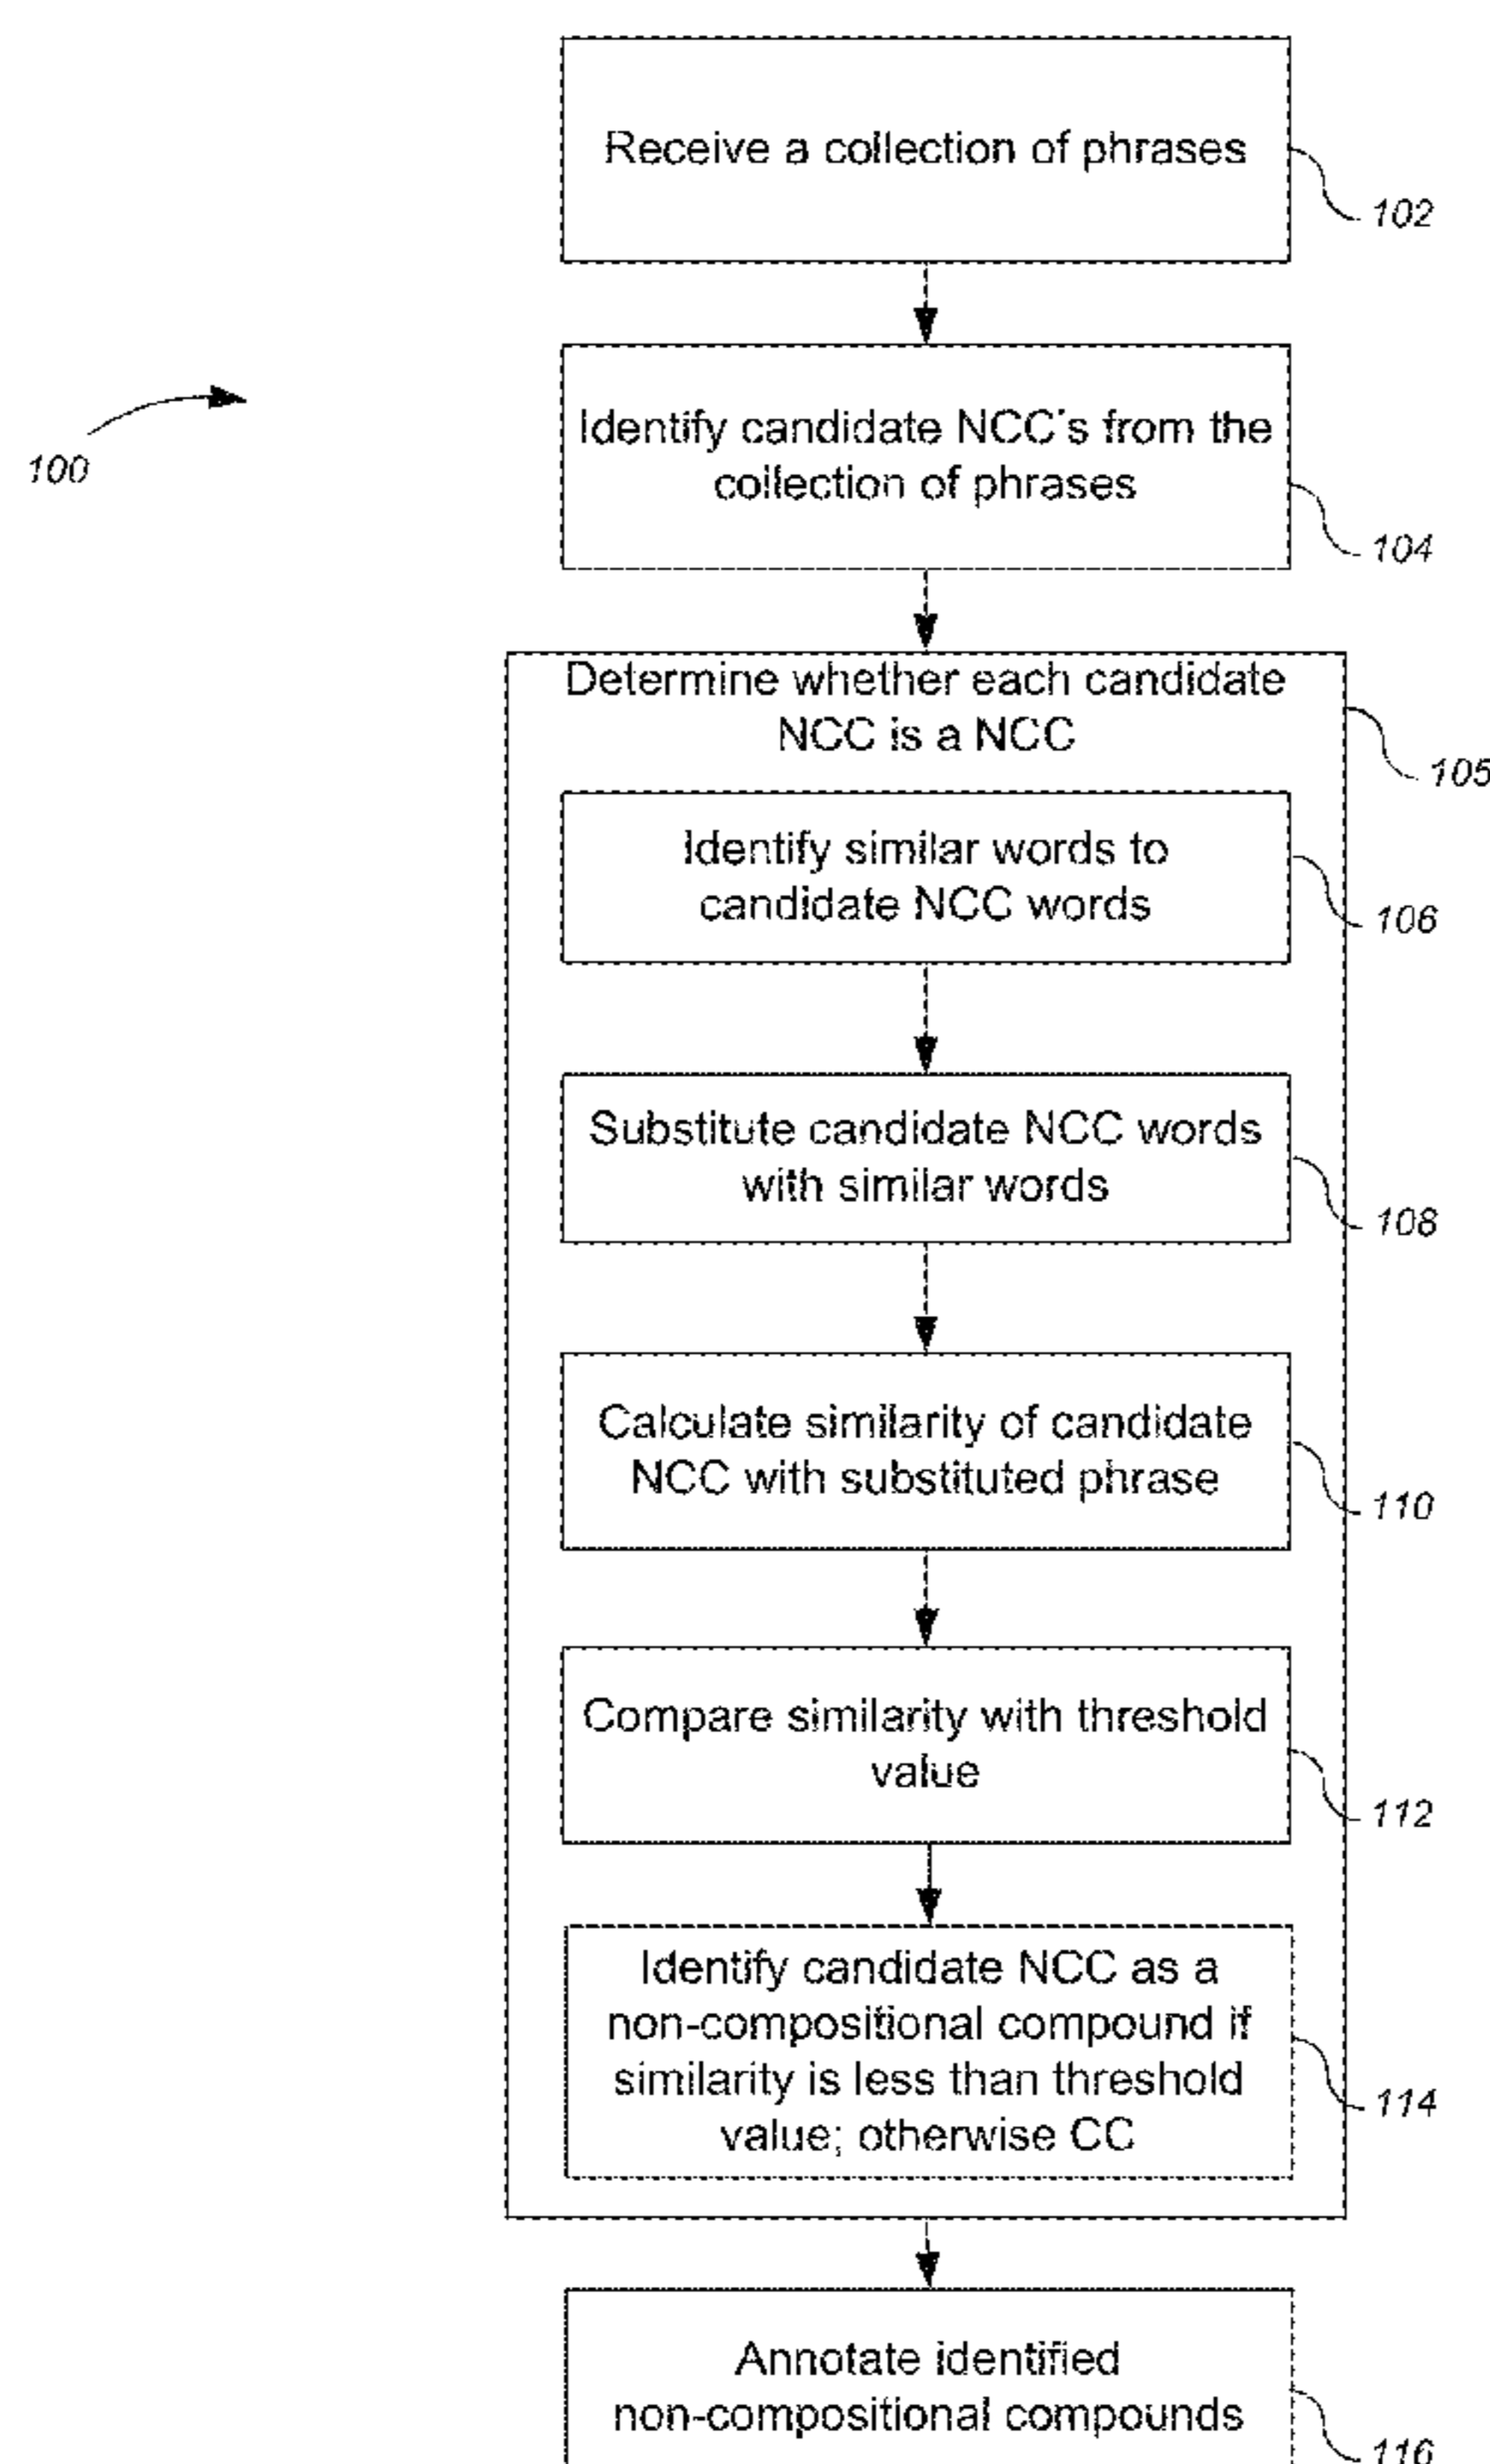 Receive a collection of phrases
102
100
Identify candidate NCC's from the
collection of phrases
104
Determine whether each candidate
NCC is a NCC
105
Identify similar words to
candidate NCC words
106
Substitute candidate NCC words
with similar words
108
Calculate similarity of candidate
NCC with substituted phrase
110
Compare similarity with threshold
value
112
Identify candidate NCC as a
non-compositional compound if
similarity is less than threshold
value; otherwise CC
114
Annotate identified
non-compositional compounds
116